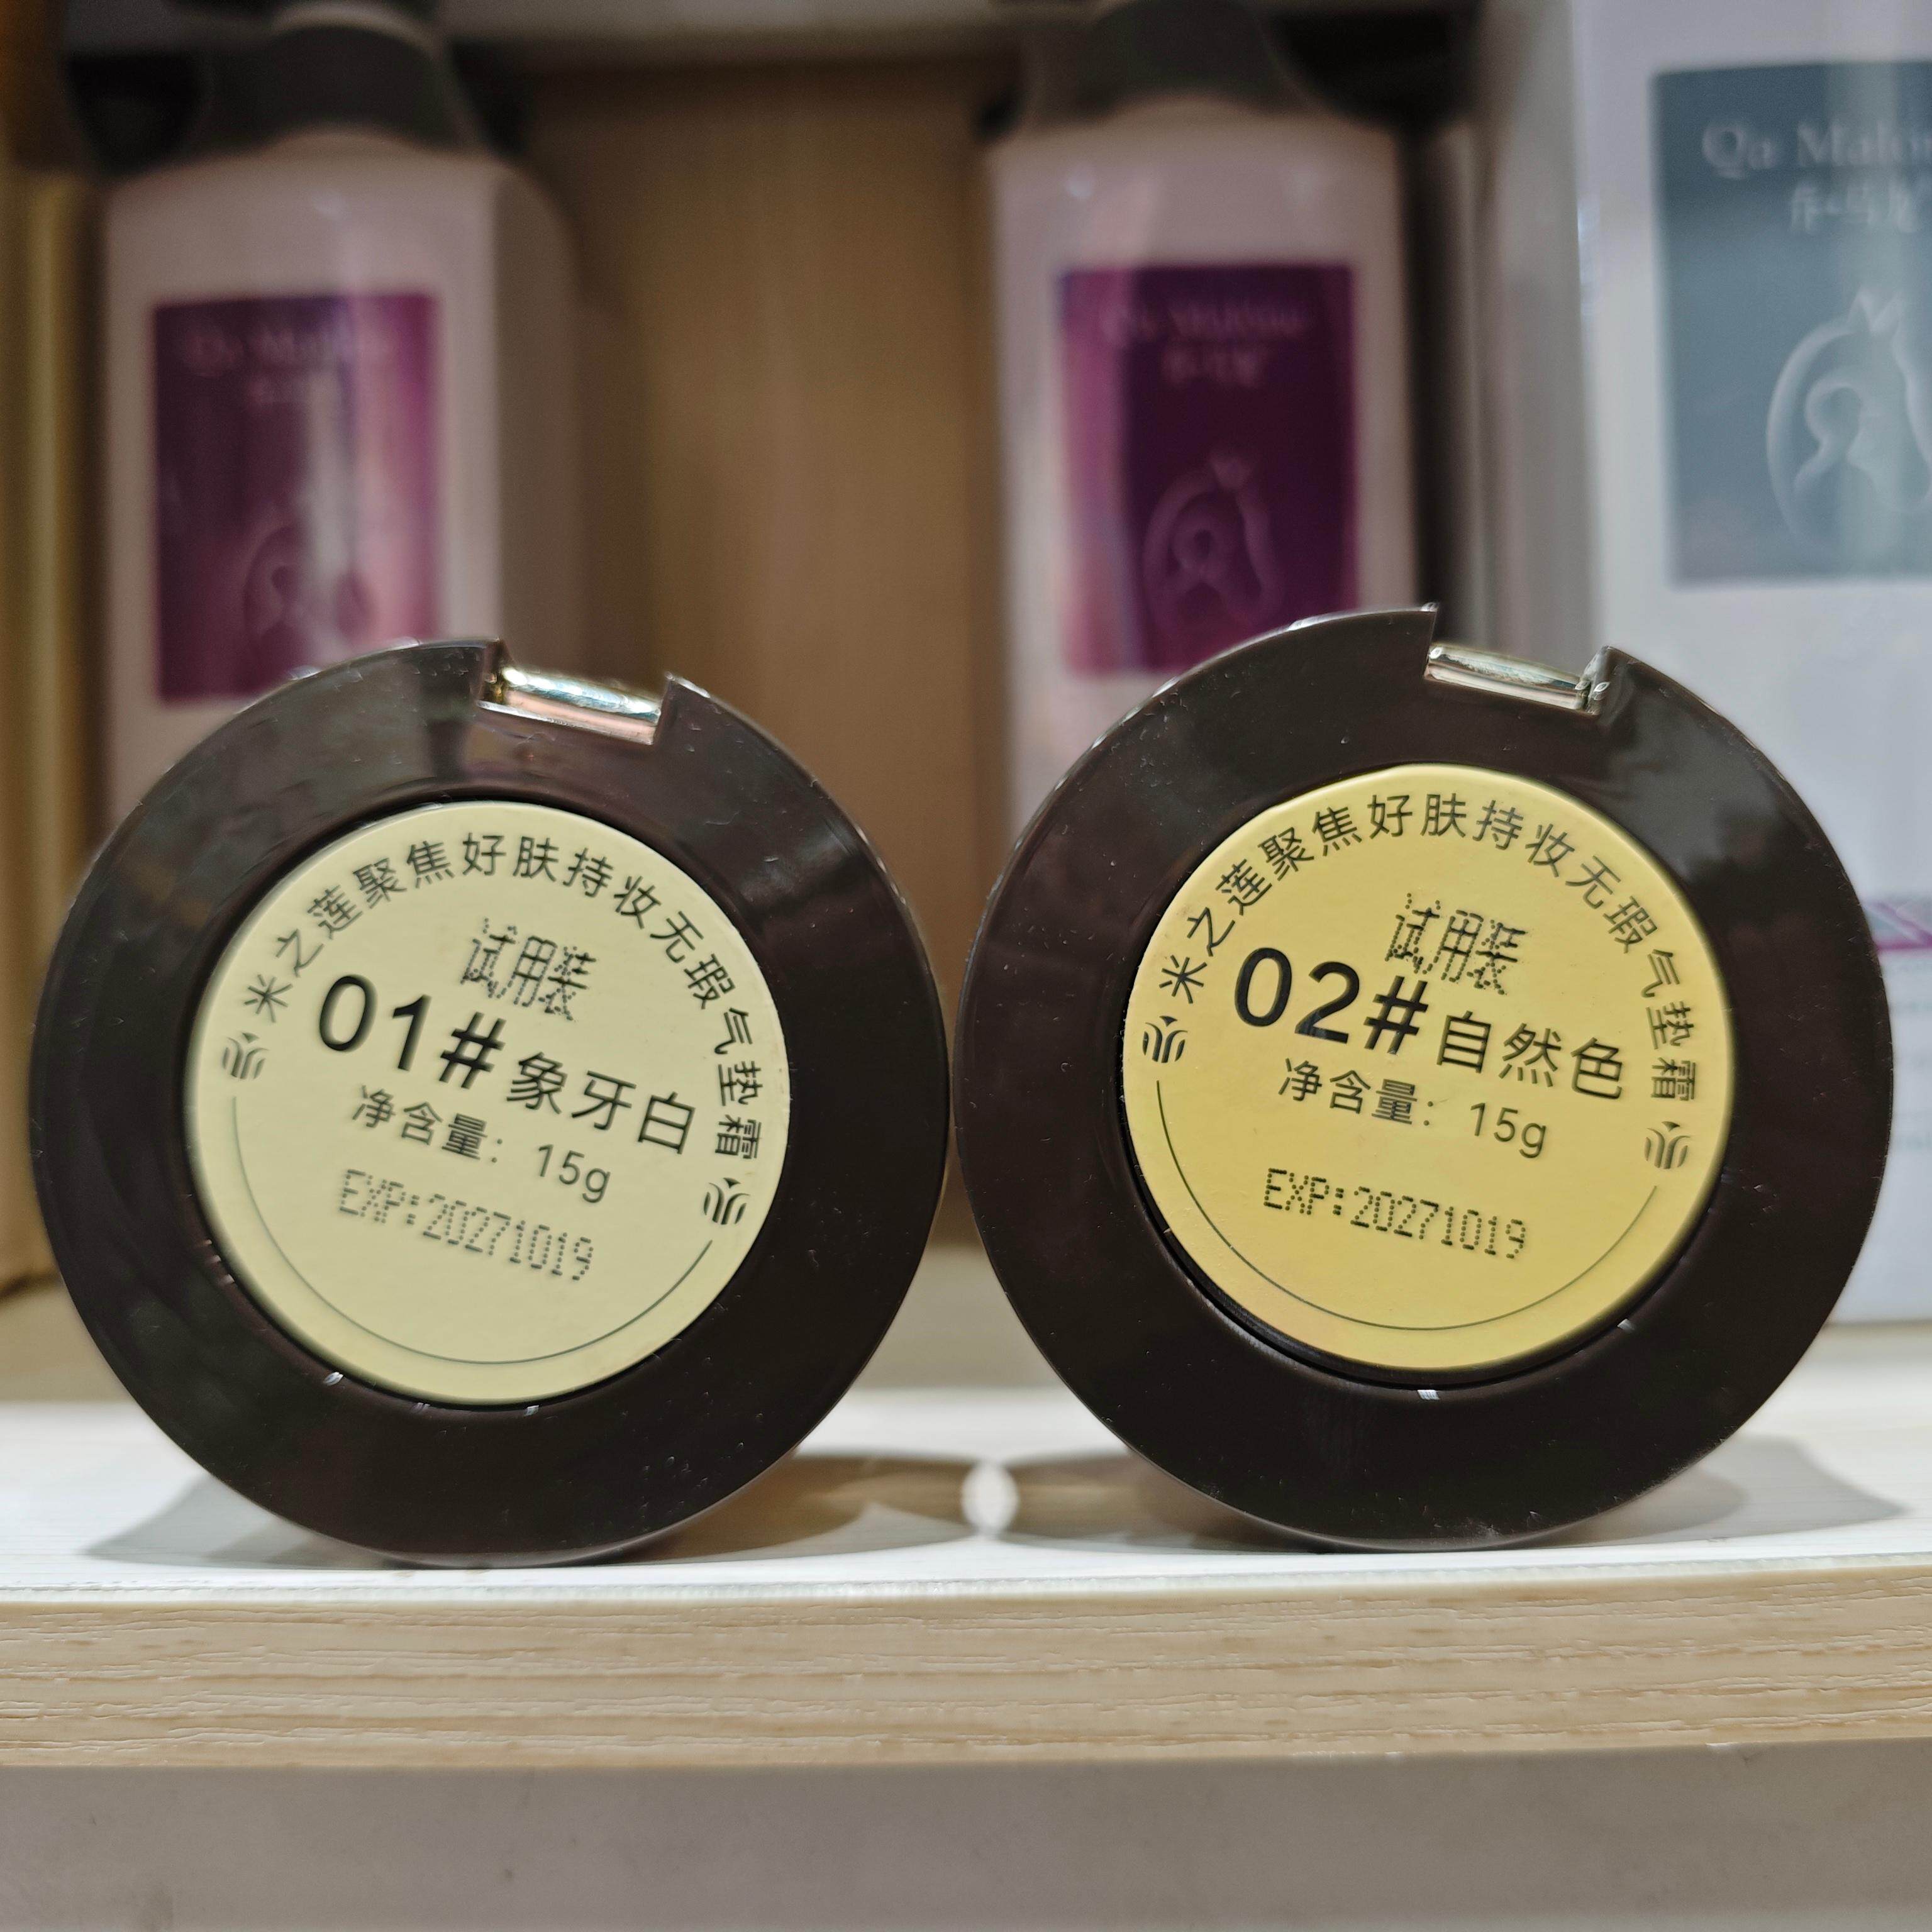 Qu Malo
米之莲聚焦好肤持妆无瑕气垫霜
试用装
01#象牙白
净含量：15g
EXP:20271019
米之莲聚焦好肤持妆无瑕气垫霜
试用装
02#自然色
净含量：15g
EXP:20271019